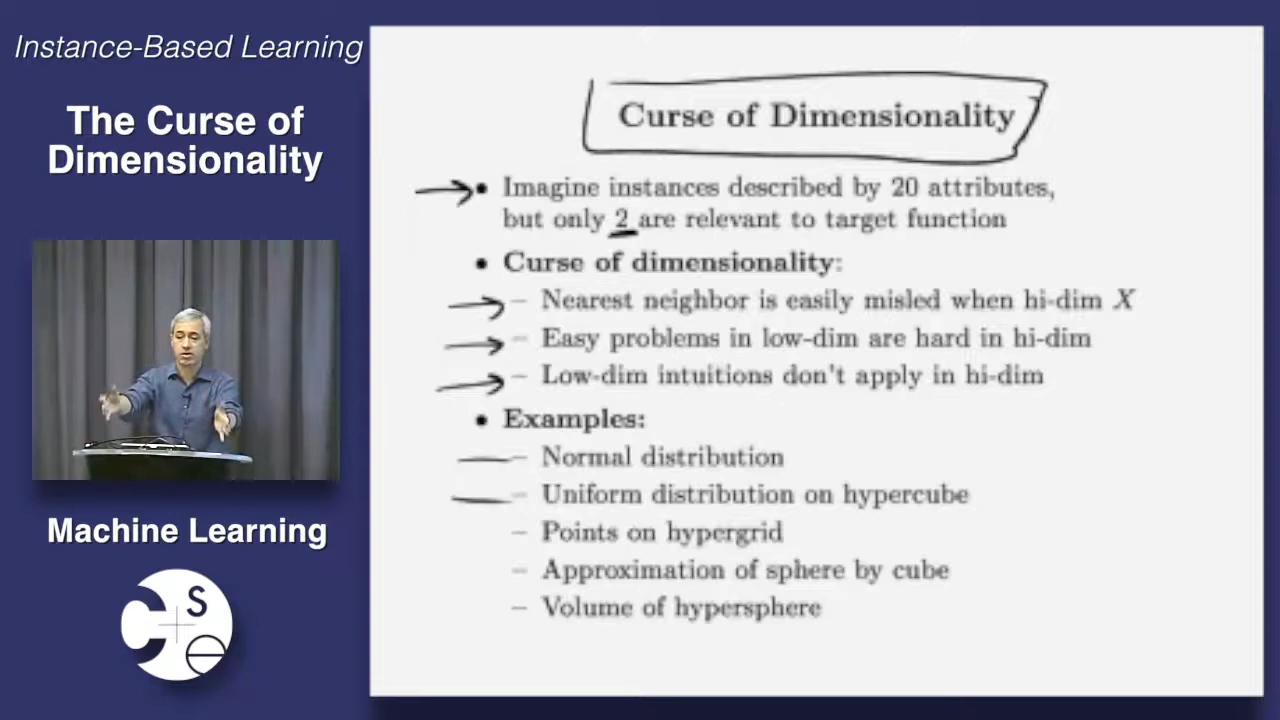 Instance-Based Learning
The Curse of
Dimensionality
Machine Learning
C S e
Curse of Dimensionality
• Imagine instances described by 20 attributes,
but only 2 are relevant to target function
• Curse of dimensionality:
– Nearest neighbor is easily misled when hi-dim X
– Easy problems in low-dim are hard in hi-dim
– Low-dim intuitions don't apply in hi-dim
• Examples:
– Normal distribution
– Uniform distribution on hypercube
– Points on hypergrid
– Approximation of sphere by cube
– Volume of hypersphere